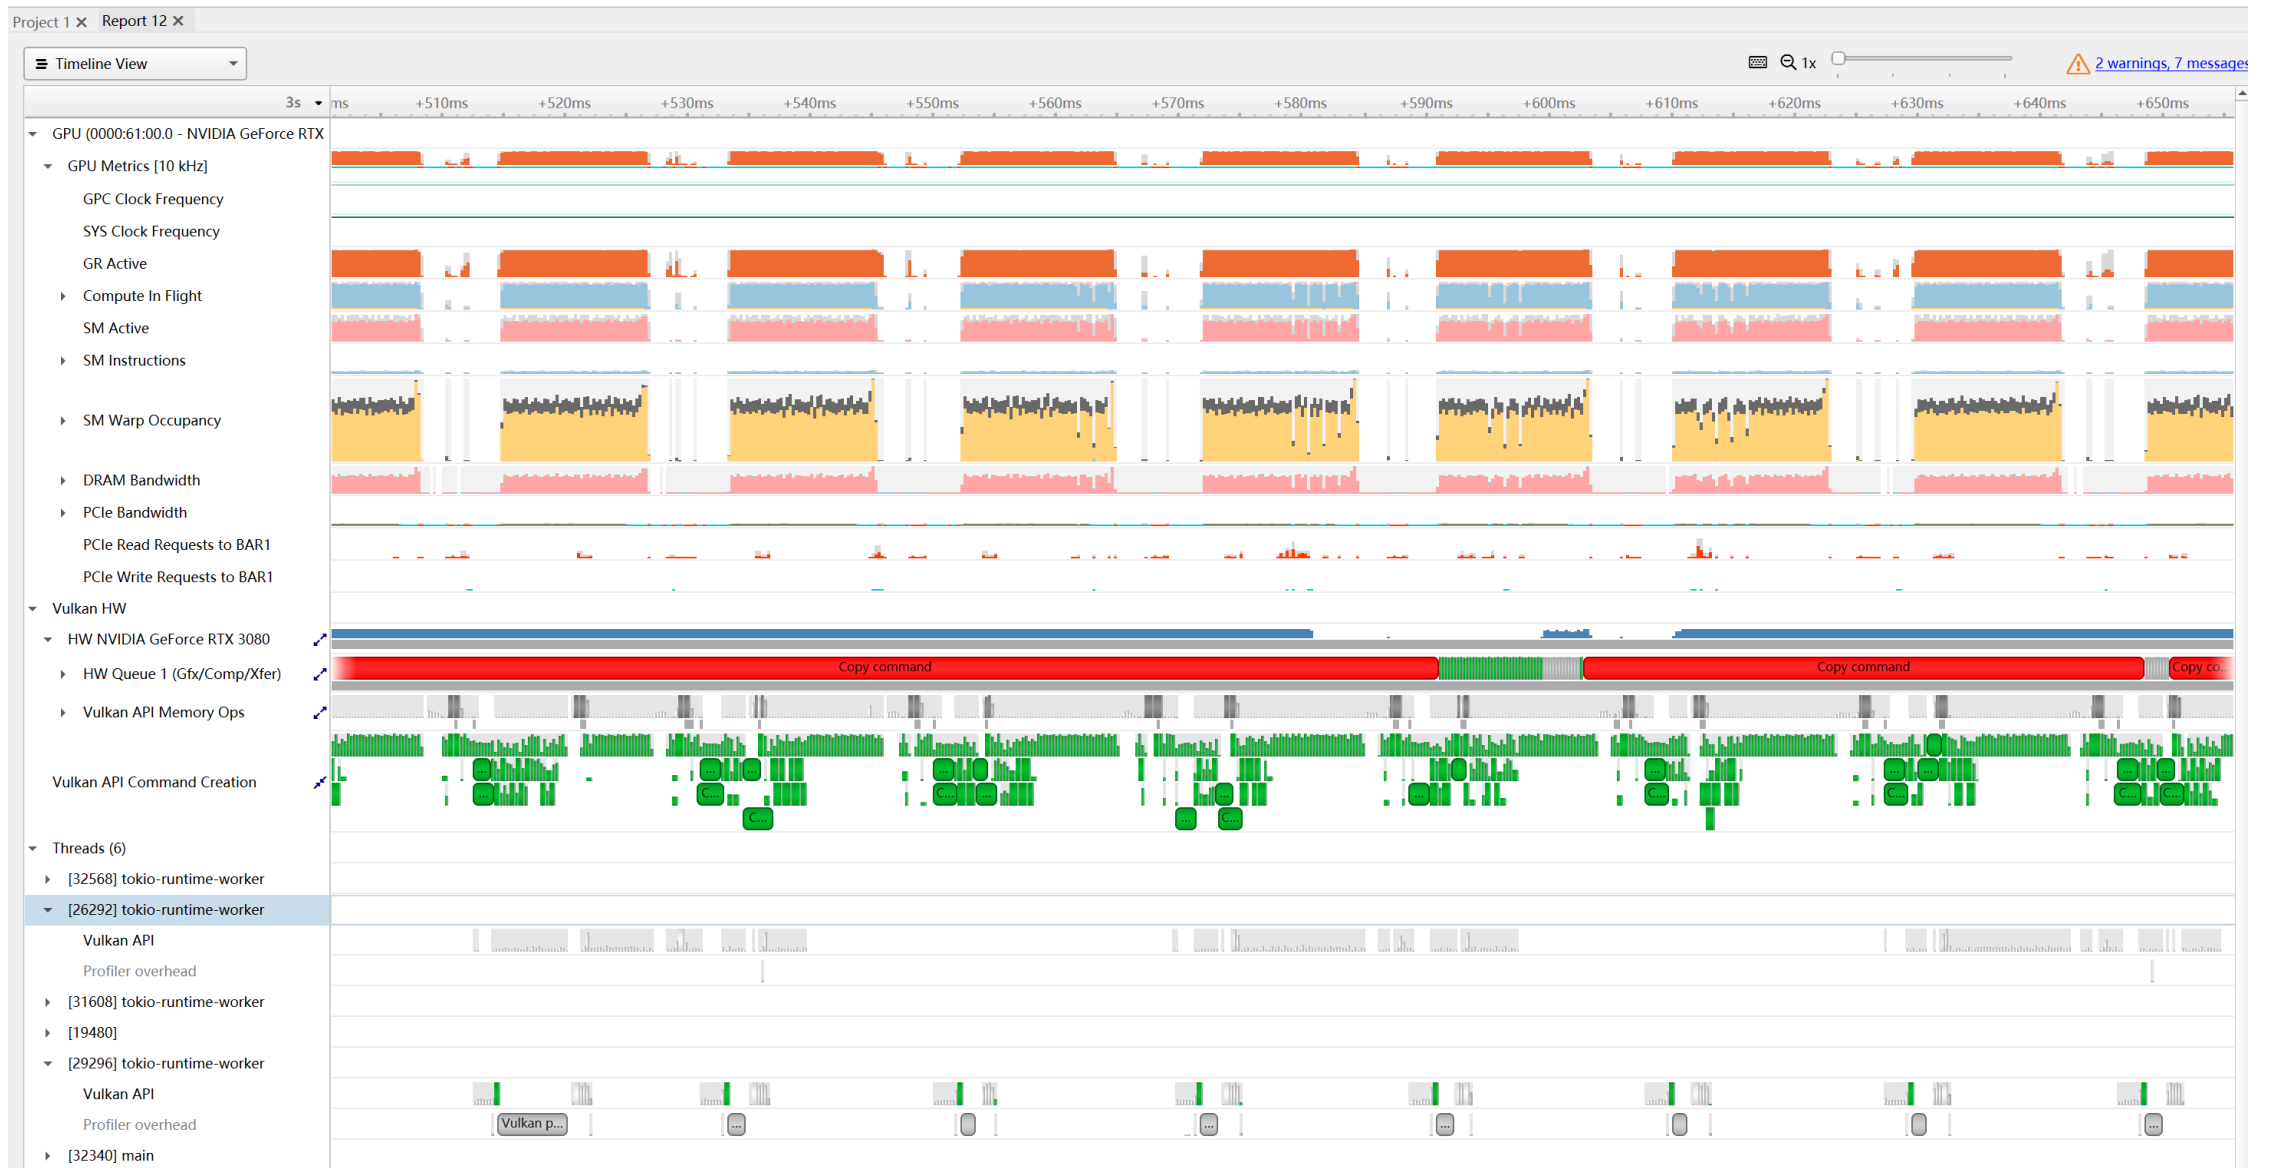 Project 1
Report 12
Timeline View
1x
2 warnings, 7 messages
3s
ms +510ms +520ms +530ms +540ms +550ms +560ms +570ms +580ms +590ms +600ms +610ms +620ms +630ms +640ms +650ms
GPU (0000:61:00.0 - NVIDIA GeForce RTX
GPU Metrics [10 kHz]
GPC Clock Frequency
SYS Clock Frequency
GR Active
Compute In Flight
SM Active
SM Instructions
SM Warp Occupancy
DRAM Bandwidth
PCIe Bandwidth
PCIe Read Requests to BAR1
PCIe Write Requests to BAR1
Vulkan HW
HW NVIDIA GeForce RTX 3080
HW Queue 1 (Gfx/Comp/Xfer)
Copy command
Copy command
Copy co...
Vulkan API Memory Ops
... ... ... ... ... ... ... ... ... ...
Vulkan API Command Creation
... C... C... ... ... ... C... C... C... C...
C... ... C...
Threads (6)
[32568] tokio-runtime-worker
[26292] tokio-runtime-worker
Vulkan API
Profiler overhead
[31608] tokio-runtime-worker
[19480]
[29296] tokio-runtime-worker
Vulkan API
Profiler overhead
Vulkan p...
... ... ... ...
[32340] main